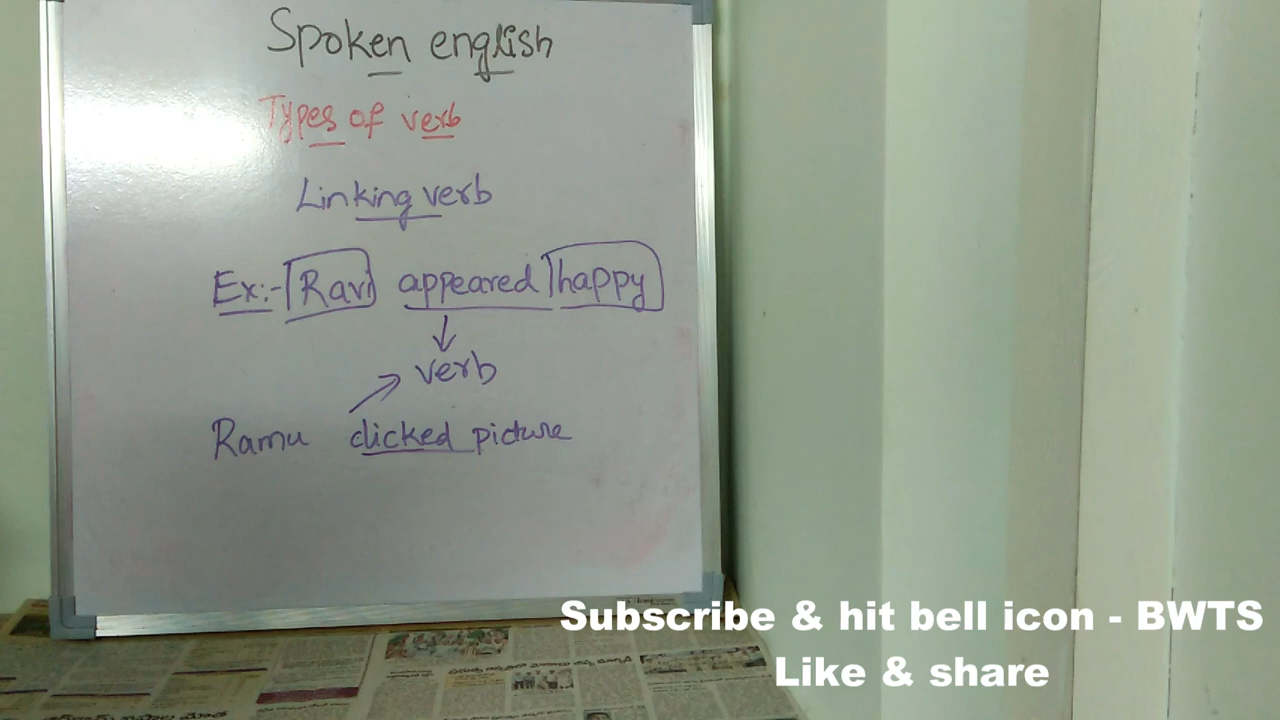 Spoken english
Types of verb
Linking verb
Ex:- Ravi appeared happy
verb
Ramu clicked picture
Subscribe & hit bell icon - BWTS
Like & share